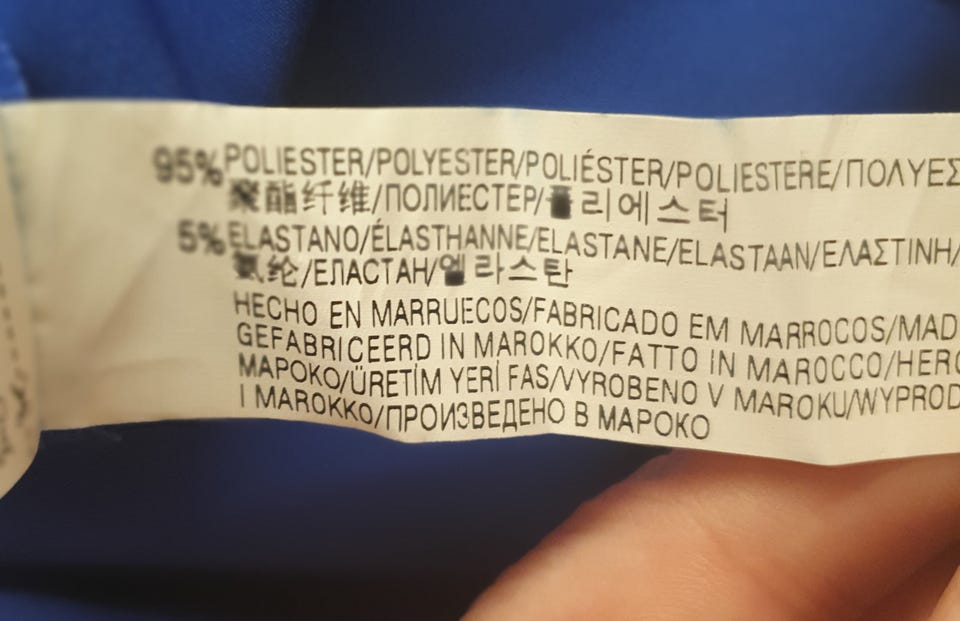 95% POLIESTER/POLYESTER/POLIÉSTER/POLIESTERE/ΠΟΛΥΕΣ
聚酯纤维/ПОЛИЕСТЕР/폴리에스터
5% ELASTANO/ÉLASTHANNE/ELASTANE/ELASTAAN/ΕΛΑΣΤΙΝΗ/
氨纶/ЕЛАСТАН/엘라스탄
HECHO EN MARRUECOS/FABRICADO EM MARROCOS/MAD
GEFABRICEERD IN MAROKKO/FATTO IN MAROCCO/HERG
ΜΑΡΟΚΟ/ÜRETİM YERİ FAS/VYROBENO V MAROKU/WYPROD
I MAROKKO/ПРОИЗВЕДЕНО В МАРОКО